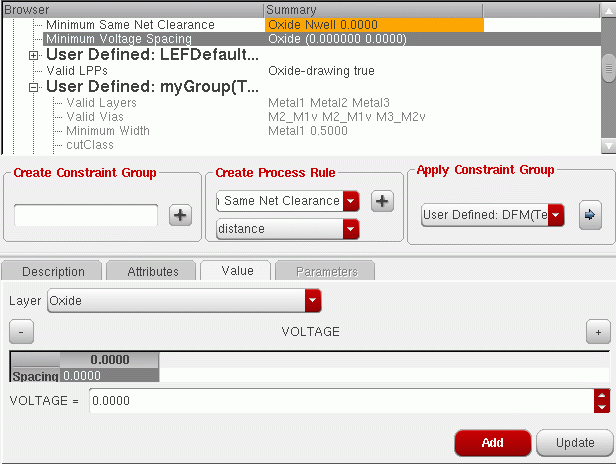 Browser Summary
Minimum Same Net Clearance Oxide Nwell 0.0000
Minimum Voltage Spacing Oxide (0.000000 0.0000)
User Defined: LEFDefault...
Valid LPPs Oxide-drawing true
User Defined: myGroup(T...
Valid Layers Metal1 Metal2 Metal3
Valid Vias M2_M1v M2_M1v M3_M2v
Minimum Width Metal1 0.5000
cutClass
Create Constraint Group Create Process Rule Apply Constraint Group
Same Net Clearance
User Defined: DFM(Te
distance
Description Attributes Value Parameters
Layer Oxide
- VOLTAGE +
0.0000
Spacing 0.0000
VOLTAGE = 0.0000
Add Update